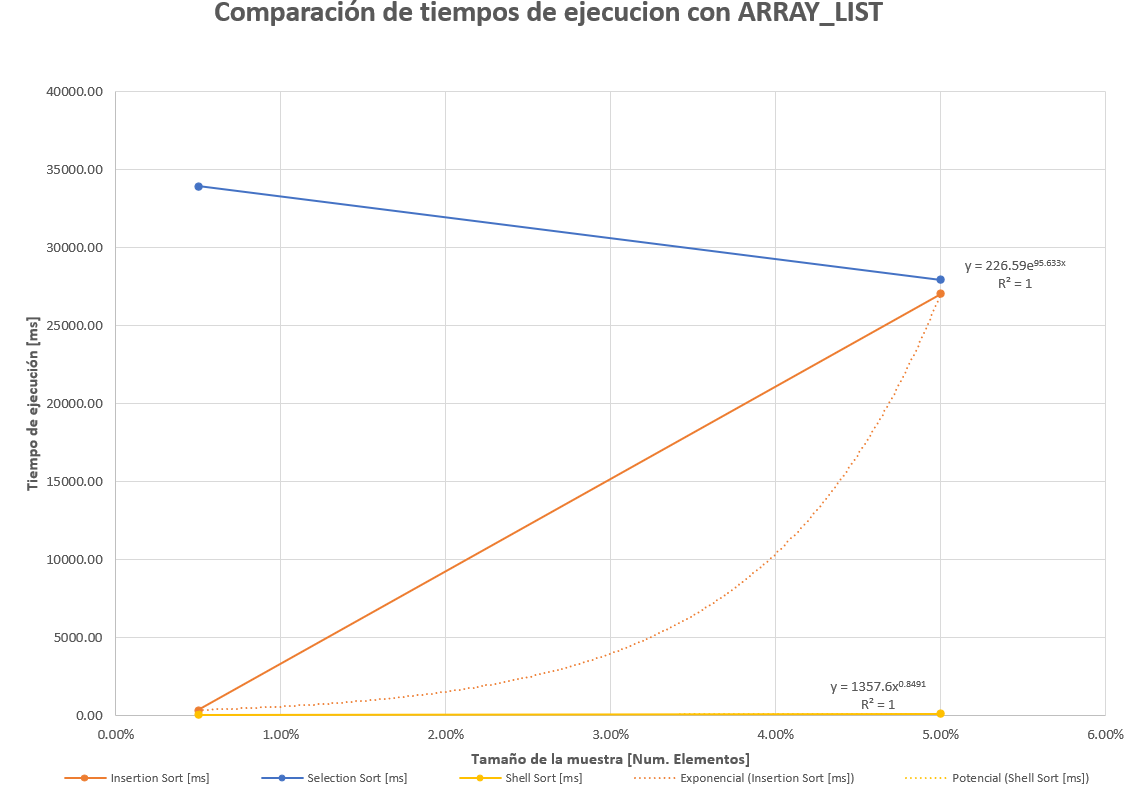 Comparación de tiempos de ejecucion con ARRAY_LIST
40000.00
35000.00
30000.00
25000.00
20000.00
15000.00
10000.00
5000.00
0.00
Tiempo de ejecución [ms]
y = 226.59e^95.633x
R² = 1
y = 1357.6x^0.8491
R² = 1
0.00% 1.00% 2.00% 3.00% 4.00% 5.00% 6.00%
Tamaño de la muestra [Num. Elementos]
Insertion Sort [ms] Selection Sort [ms] Shell Sort [ms] Exponencial (Insertion Sort [ms]) Potencial (Shell Sort [ms])